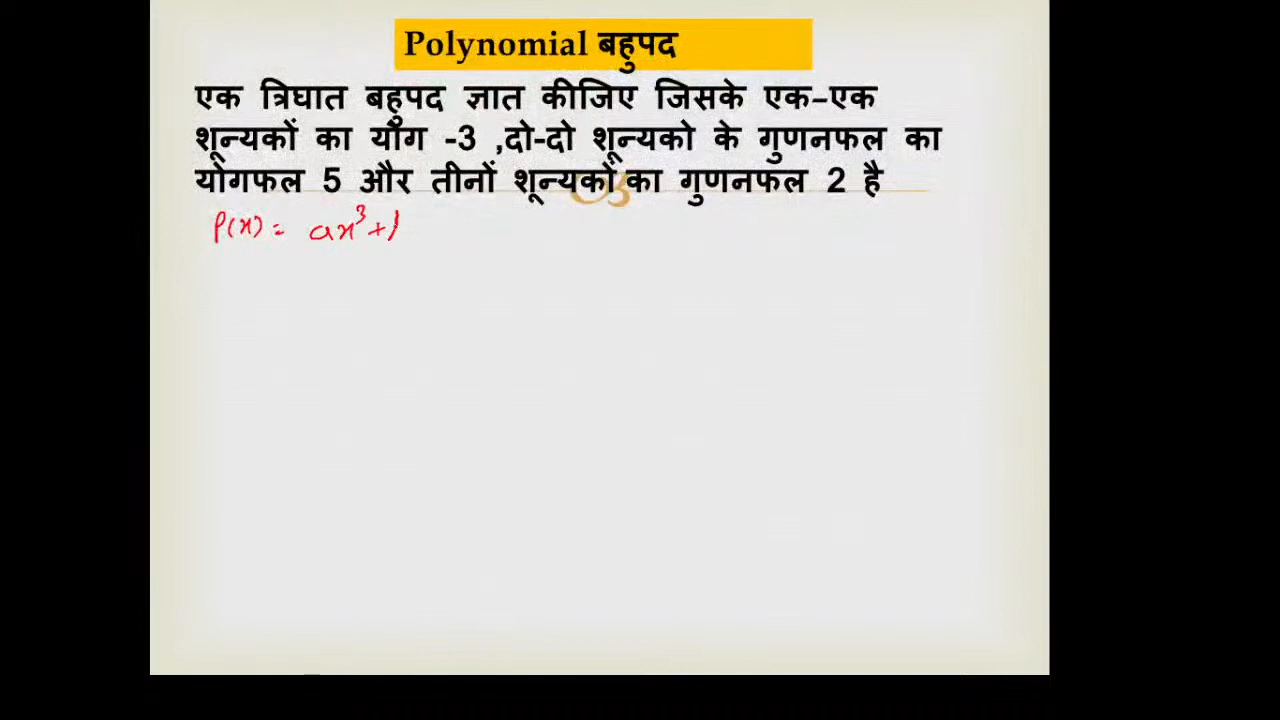 Polynomial बहुपद
एक त्रिघात बहुपद ज्ञात कीजिए जिसके एक–एक
शून्यकों का योग -3 ,दो-दो शून्यको के गुणनफल का
योगफल 5 और तीनों शून्यकों का गुणनफल 2 है
P(x) = ax³+